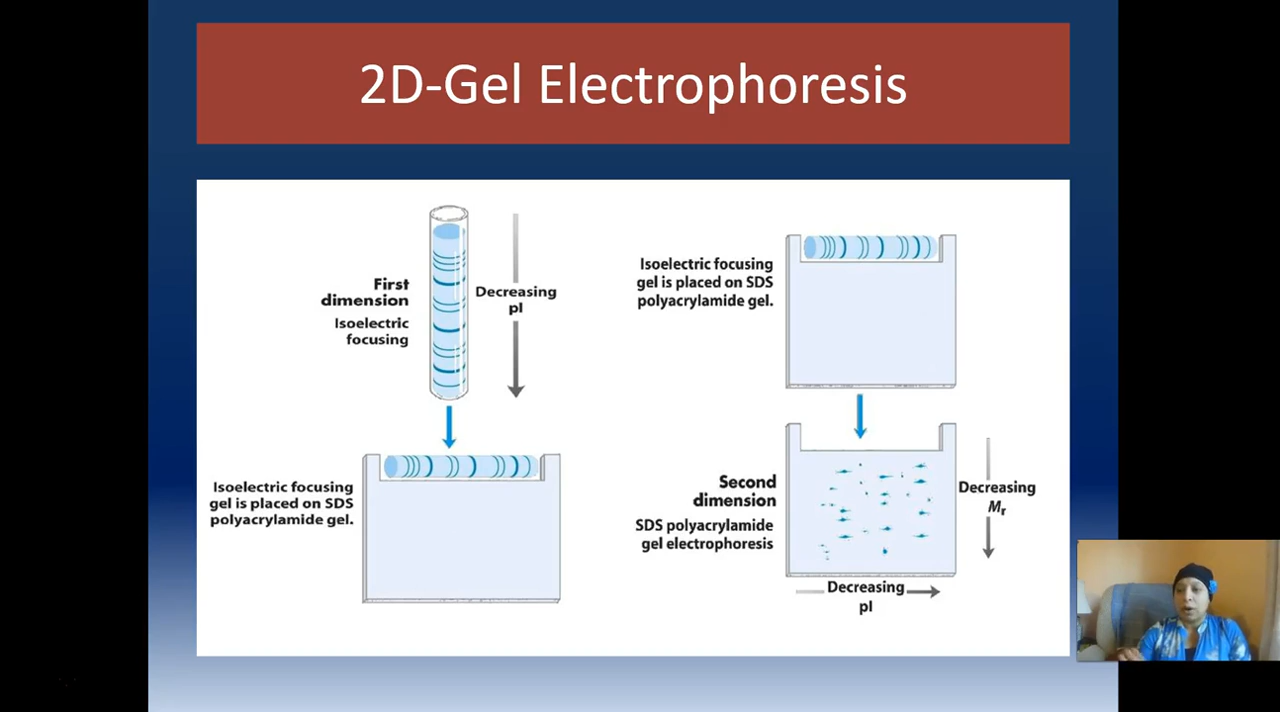 2D-Gel Electrophoresis
First
dimension
Isoelectric
focusing
Decreasing
pI
Isoelectric focusing
gel is placed on SDS
polyacrylamide gel.
Isoelectric focusing
gel is placed on SDS
polyacrylamide gel.
Second
dimension
SDS polyacrylamide
gel electrophoresis
Decreasing
Mr
Decreasing
pI